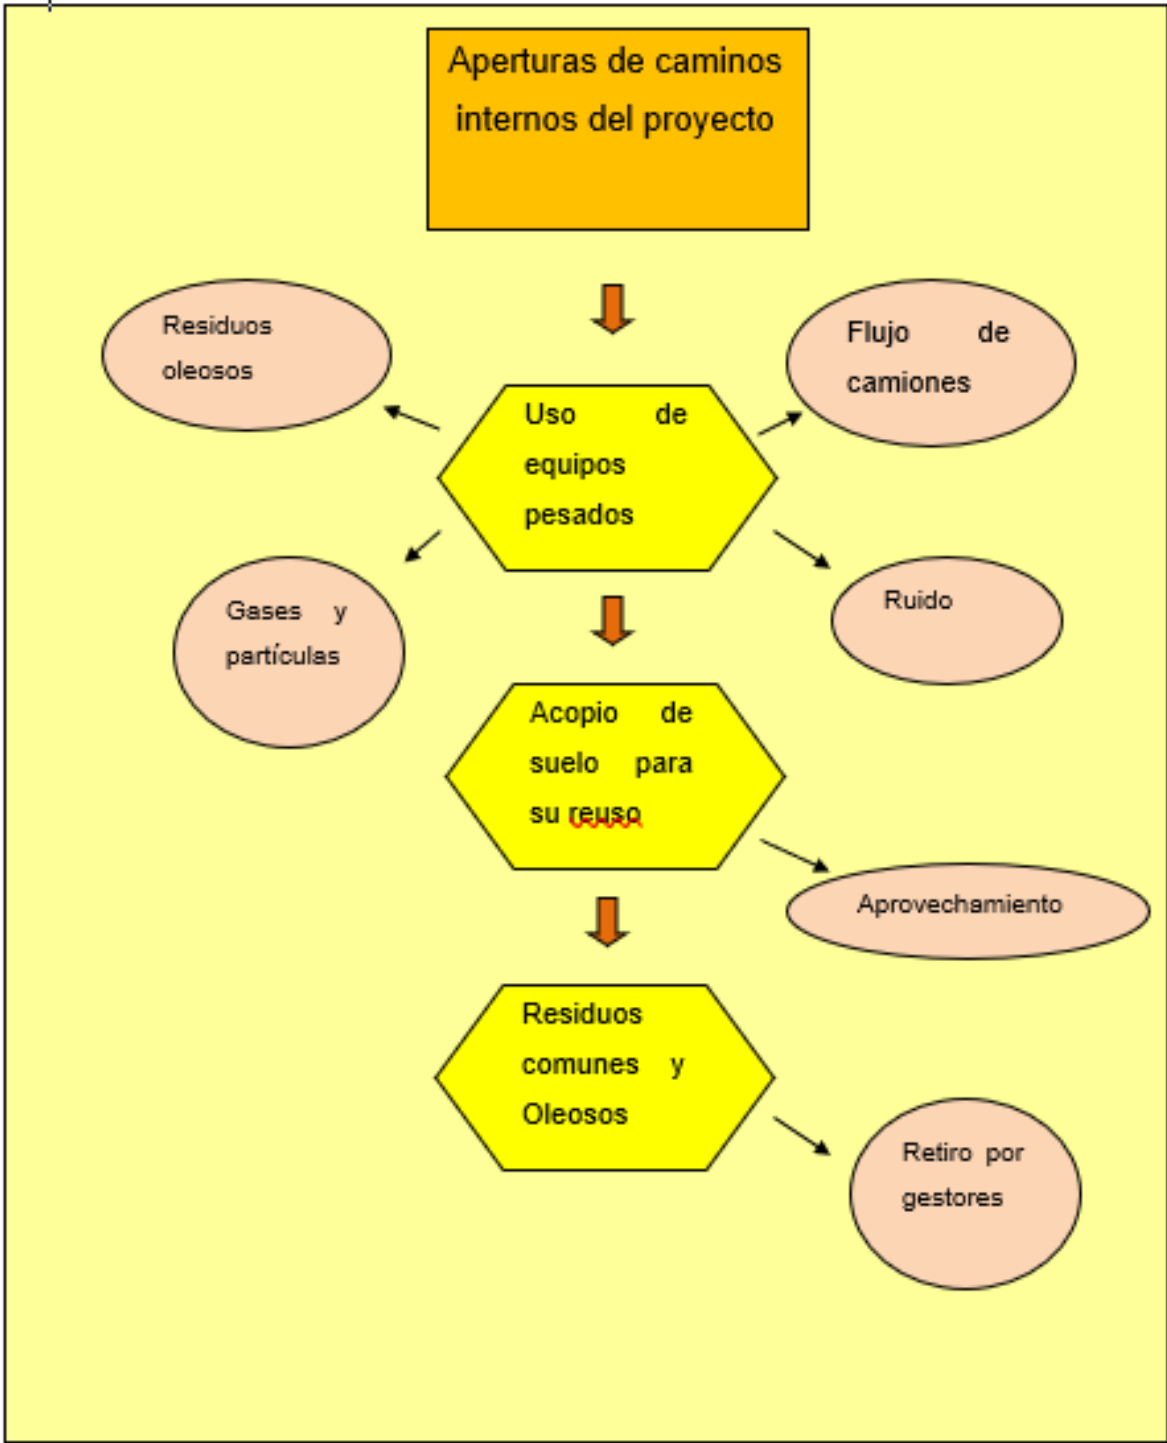 Aperturas de caminos
internos del proyecto
Residuos
oleosos
Flujo de
camiones
Uso de
equipos
pesados
Gases y
partículas
Ruido
Acopio de
suelo para
su reuso
Aprovechamiento
Residuos
comunes y
Oleosos
Retiro por
gestores